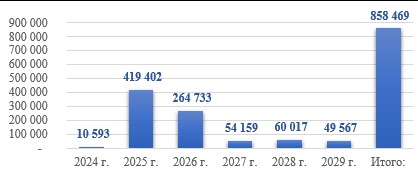 900 000
800 000
700 000
600 000
500 000
400 000
300 000
200 000
100 000
-
10 593
419 402
264 733
54 159
60 017
49 567
858 469
2024 г.
2025 г.
2026 г.
2027 г.
2028 г.
2029 г.
Итого: